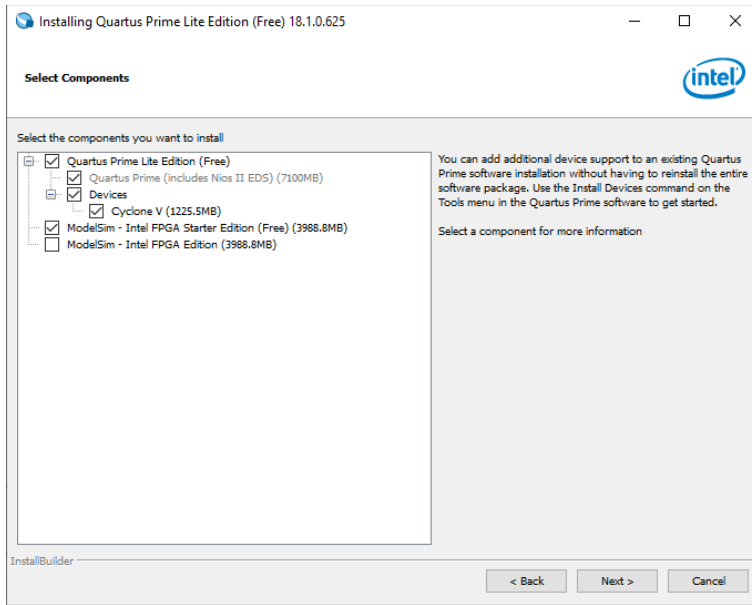 Installing Quartus Prime Lite Edition (Free) 18.1.0.625
Select Components
intel
Select the components you want to install
Quartus Prime Lite Edition (Free)
Quartus Prime (includes Nios II EDS) (7100MB)
Devices
Cyclone V (1225.5MB)
ModelSim - Intel FPGA Starter Edition (Free) (3988.8MB)
ModelSim - Intel FPGA Edition (3988.8MB)
You can add additional device support to an existing Quartus
Prime software installation without having to reinstall the entire
software package. Use the Install Devices command on the
Tools menu in the Quartus Prime software to get started.
Select a component for more information
InstallBuilder
< Back
Next >
Cancel